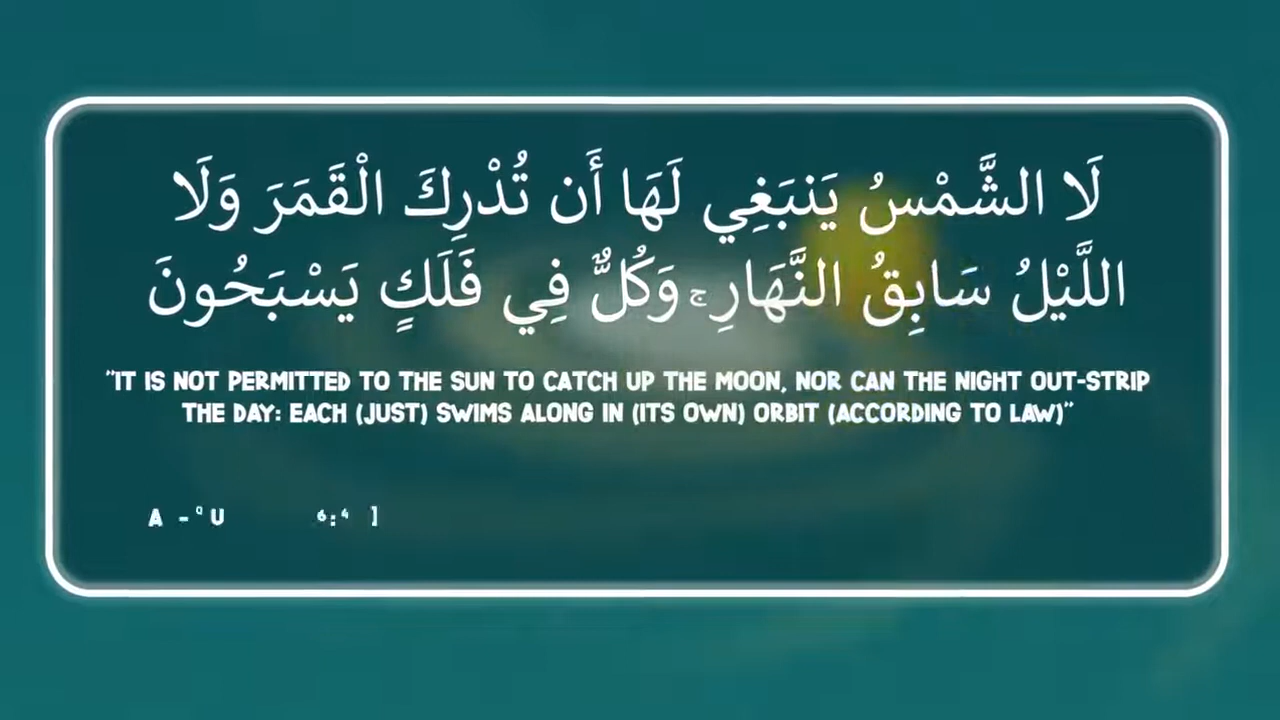 لَا الشَّمْسُ يَنبَغِي لَهَا أَن تُدْرِكَ الْقَمَرَ وَلَا
اللَّيْلُ سَابِقُ النَّهَارِ ۚ وَكُلٌّ فِي فَلَكٍ يَسْبَحُونَ
"IT IS NOT PERMITTED TO THE SUN TO CATCH UP THE MOON, NOR CAN THE NIGHT OUT-STRIP
THE DAY: EACH (JUST) SWIMS ALONG IN (ITS OWN) ORBIT (ACCORDING TO LAW)"